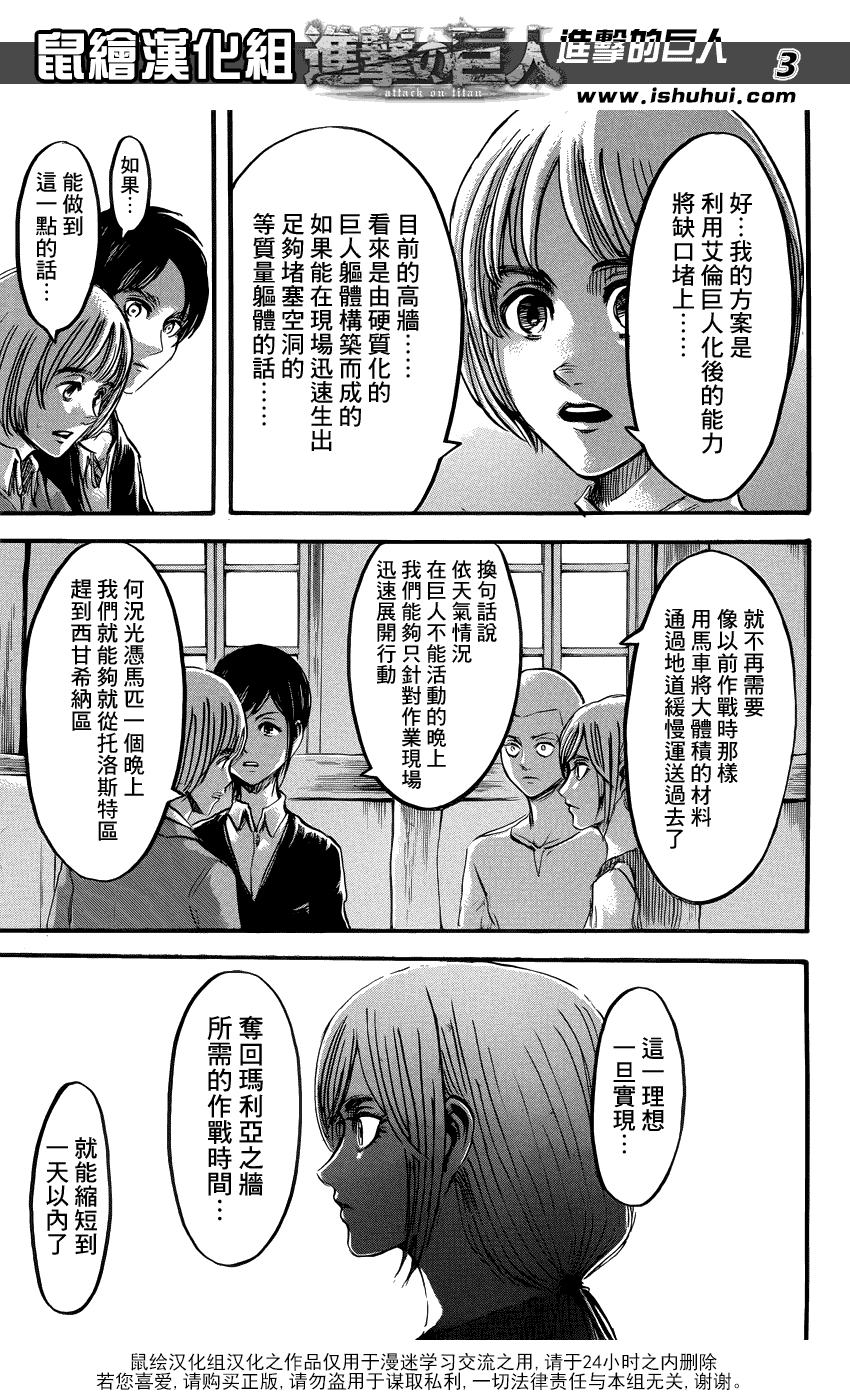 鼠繪漢化組
進撃の巨人
attack on titan
進撃的巨人
3
www.ishuhui.com
好…我的方案是
利用艾倫巨人化後的能力
將缺口堵上……
目前的高牆……
看來是由硬質化的
巨人軀體構築而成的
如果能在現場迅速生出
足夠堵塞空洞的
等質量軀體的話……
如果…
能做到
這一點的話…
就不再需要
像以前作戰時那樣
用馬車將大體積的材料
通過地道緩慢運送過去了
換句話說
依天氣情況
在巨人不能活動的晚上
我們能夠只針對作業現場
迅速展開行動
何況光憑馬匹一個晚上
我們就能夠就從托洛斯特區
趕到西甘希納區
這一理想
一旦實現…
奪回瑪利亞之牆
所需的作戰時間…
就能縮短到
一天以內了
鼠绘汉化组汉化之作品仅用于漫迷学习交流之用,请于24小时之内删除
若您喜爱,请购买正版,请勿用于谋取私利,一切法律责任与本组无关,谢谢。